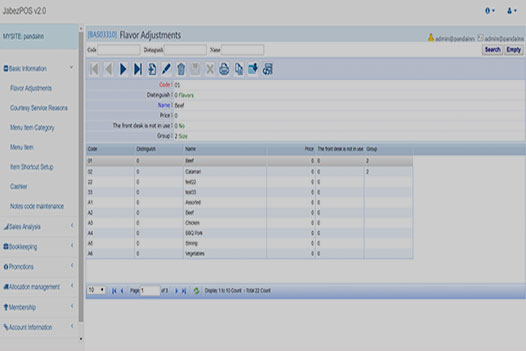 JabezPOS v2.0
MYSITE: pandainn
[BAS03310] Flavor Adjustments
admin@pandainn admin@pandainn
Code Distinguish Name
Search Empty
Basic Information
Flavor Adjustments
Courtesy Service Reasons
Menu Item Category
Menu Item
Item Shortcut Setup
Cashier
Notes code maintenance
Sales Analysis
Bookkeeping
Promotions
Allocation management
Membership
Account Information
Code 01
Distinguish 0 Flavors
Name Beef
Price 0
The front desk is not in use 0 No
Group 2 Size
Code Distinguish Name Price The front desk is not in use Group
01 0 Beef 0 0 2
02 0 Calamari 0 0 2
22 0 test22 0 0
33 0 test33 0 0
A1 0 Assorted 0 0
A2 0 Beef 0 0
A3 0 Chicken 0 0
A4 0 BBQ Pork 0 0
A5 0 Shrimp 0 0
A6 0 Vegetables 0 0
10 Page 1 of 3 Display 1 to 10 Count - Total 22 Count